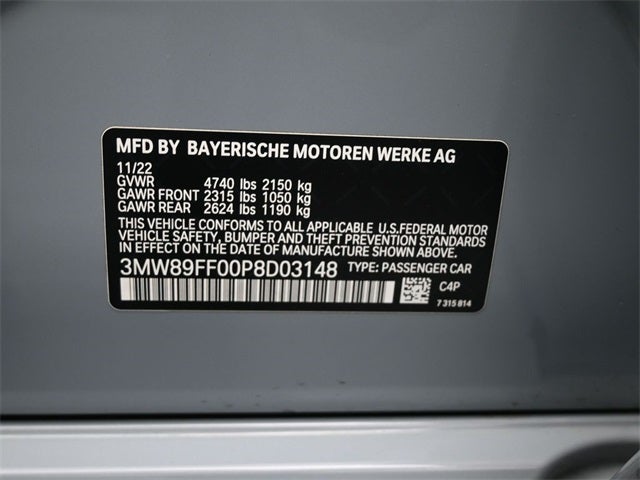 MFD BY BAYERISCHE MOTOREN WERKE AG
11/22
GVWR 4740 lbs 2150 kg
GAWR FRONT 2315 lbs 1050 kg
GAWR REAR 2624 lbs 1190 kg
THIS VEHICLE CONFORMS TO ALL APPLICABLE U.S.FEDERAL MOTOR
VEHICLE SAFETY, BUMPER, AND THEFT PREVENTION STANDARDS
IN EFFECT ON THE DATE OF MANUFACTURE SHOWN ABOVE.
3MW89FF00P8D03148 TYPE: PASSENGER CAR
C4P
7 315 814